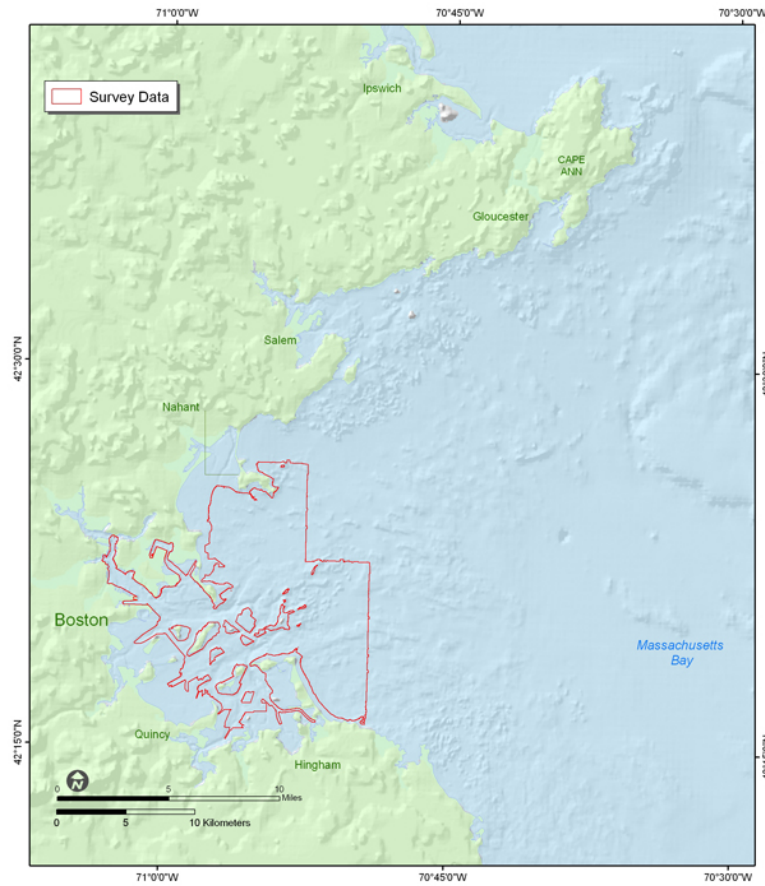 71°0'0"W
70°45'0"W
70°30'0"W
Survey Data
Ipswich
CAPE
ANN
Gloucester
Salem
42°30'0"N
Nahant
Boston
Massachusetts
Bay
42°15'0"N
Quincy
Hingham
N
0 5 10
Miles
0 5 10 Kilometers
71°0'0"W
70°45'0"W
70°30'0"W